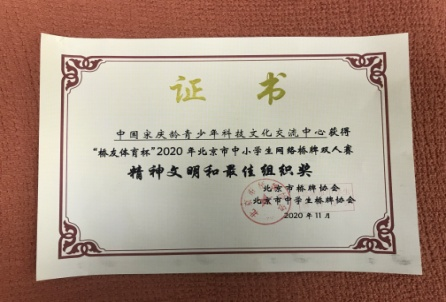 证书
中国宋庆龄青少年科技文化交流中心获得
“桥友体育杯”2020年北京市中小学生网络桥牌双人赛
精神文明和最佳组织奖
北京市桥牌协会
北京市中学生桥牌协会
2020年11月